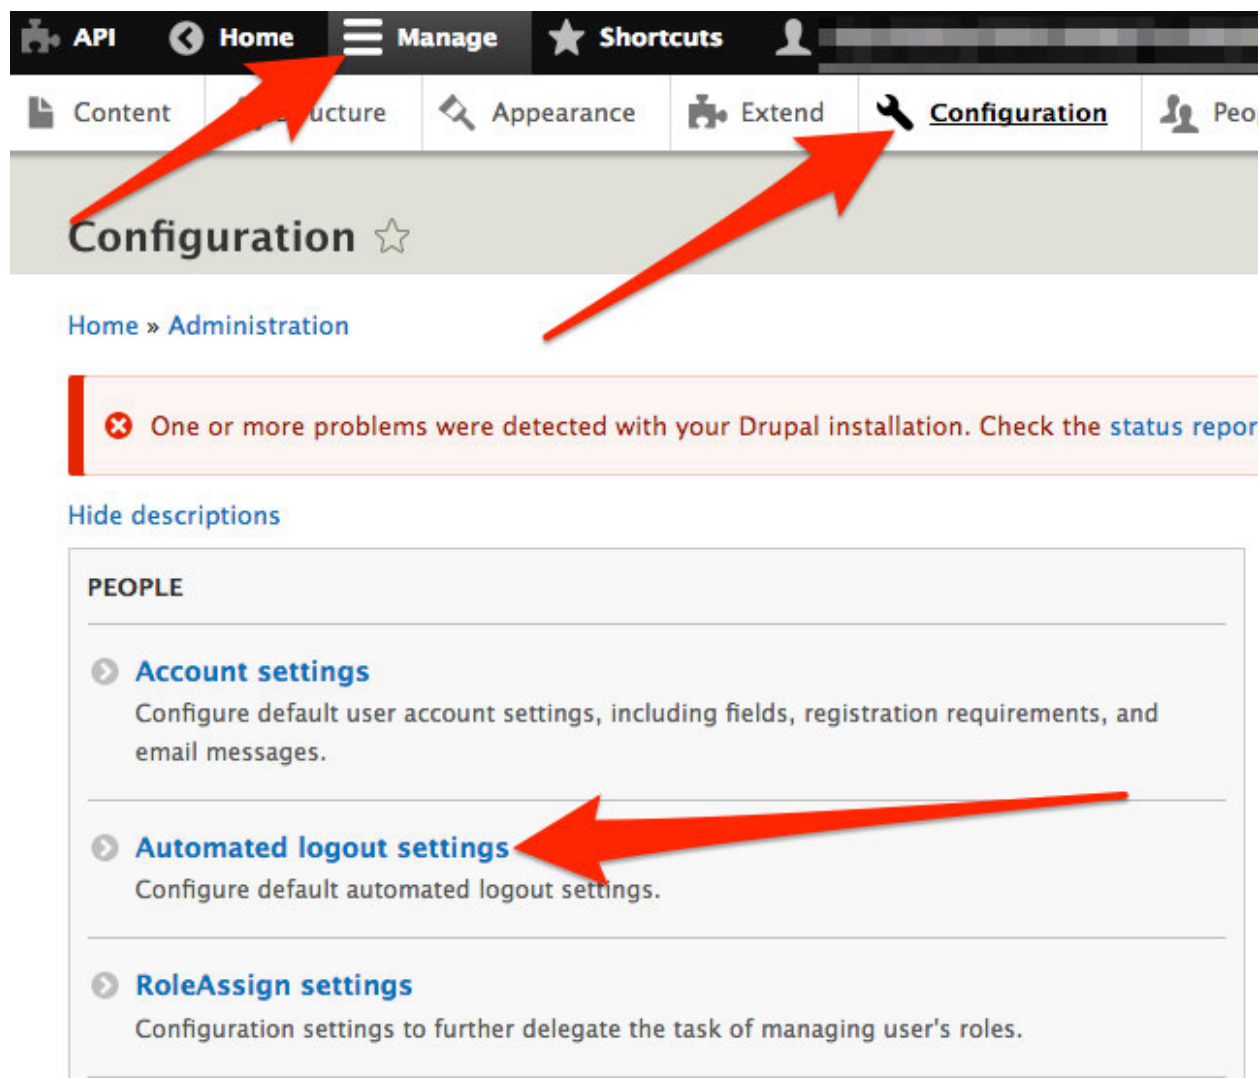 API Home Manage Shortcuts
Content ucture Appearance Extend Configuration Peo
Configuration
Home » Administration
One or more problems were detected with your Drupal installation. Check the status repor
Hide descriptions
PEOPLE
Account settings
Configure default user account settings, including fields, registration requirements, and
email messages.
Automated logout settings
Configure default automated logout settings.
RoleAssign settings
Configuration settings to further delegate the task of managing user's roles.